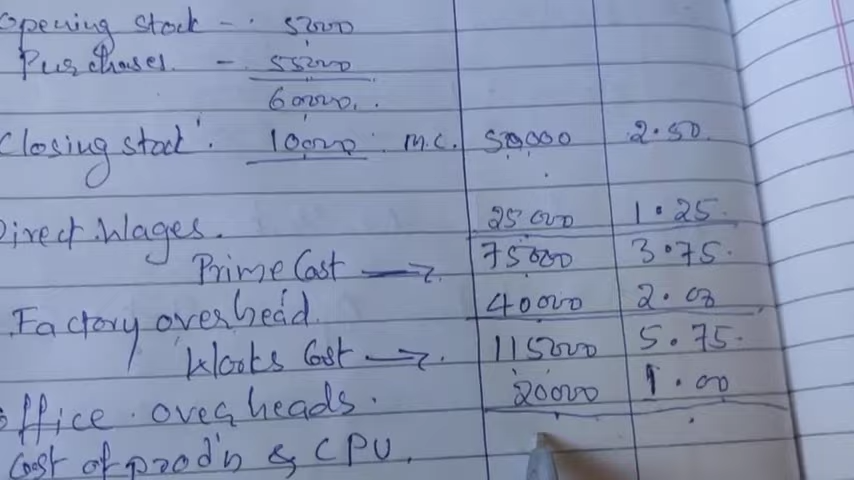 Opening Stock - 5000
Purchases - 55000
60000
Closing stock 10000 M.C. 50000 2.50
Direct Wages. 25000 1.25
Prime Cost → 75000 3.75
Factory overhead 40000 2.00
Works Cost → 115000 5.75
office overheads. 20000 1.00
Cost of prod'n & CPU.